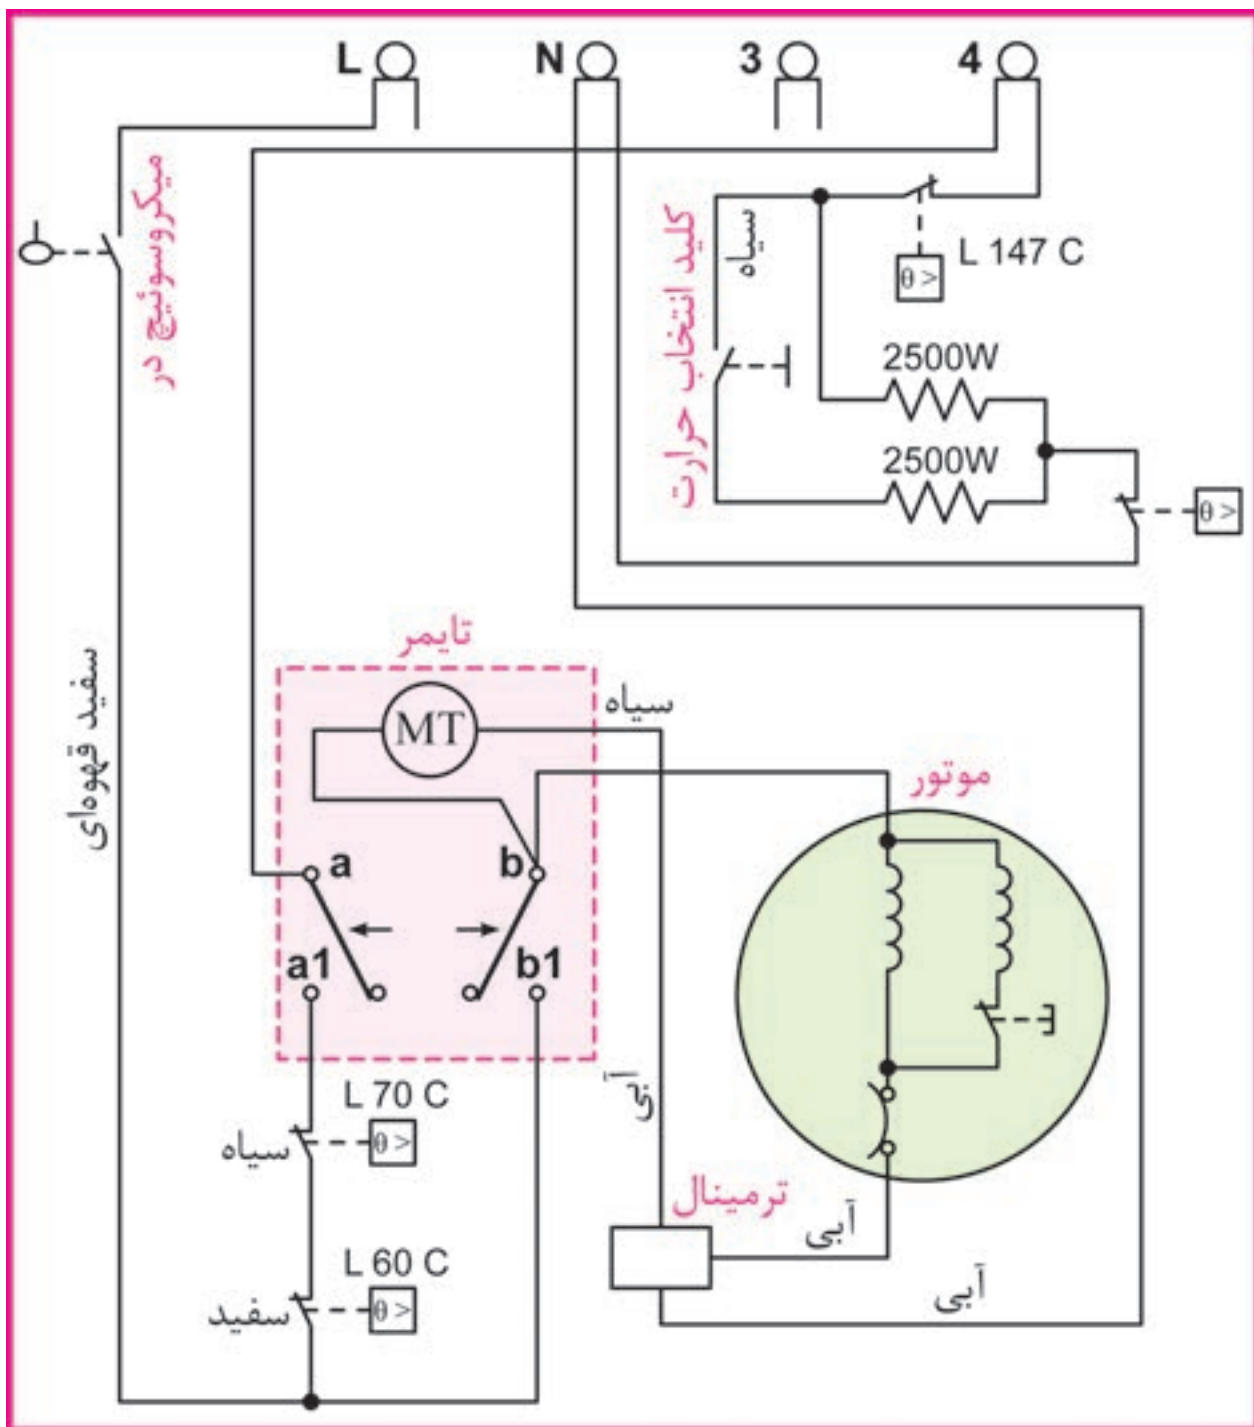 L
N
3
4
میکروسوئیچ در
کلید انتخاب حرارت
سیاه
L 147 C
θ >
2500W
2500W
θ >
سفید قهوه‌ای
تایمر
سیاه
MT
موتور
a
b
a1
b1
L 70 C
θ >
سیاه
آبی
ترمینال
آبی
آبی
L 60 C
θ >
سفید